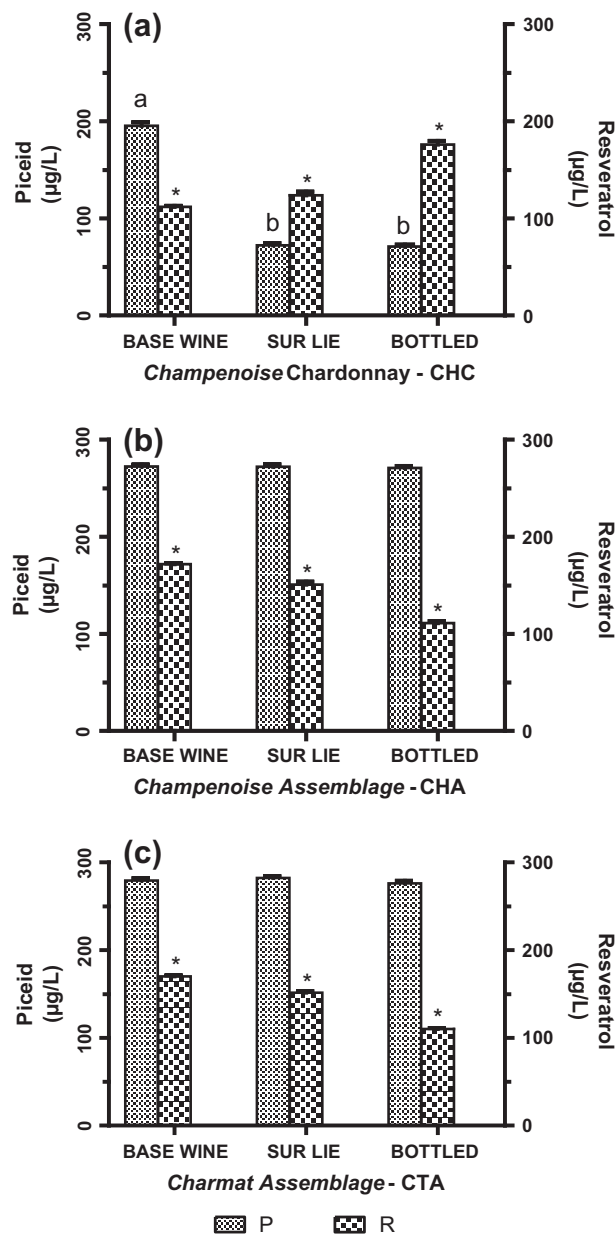 (a)
300
200
100
0
Piceid
(µg/L)
a
*
b
*
b
*
300
200
100
0
Resveratrol
(µg/L)
BASE WINE SUR LIE BOTTLED
Champenoise Chardonnay - CHC
(b)
300
200
100
0
Piceid
(µg/L)
*
*
*
300
200
100
0
Resveratrol
(µg/L)
BASE WINE SUR LIE BOTTLED
Champenoise Assemblage - CHA
(c)
300
200
100
0
Piceid
(µg/L)
*
*
*
300
200
100
0
Resveratrol
(µg/L)
BASE WINE SUR LIE BOTTLED
Charmat Assemblage - CTA
P R